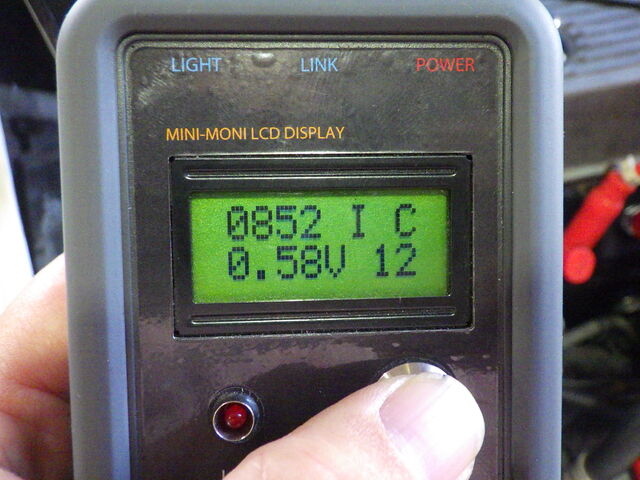 LIGHT LINK POWER
MINI-MONI LCD DISPLAY
0852 I C
0.58V 12